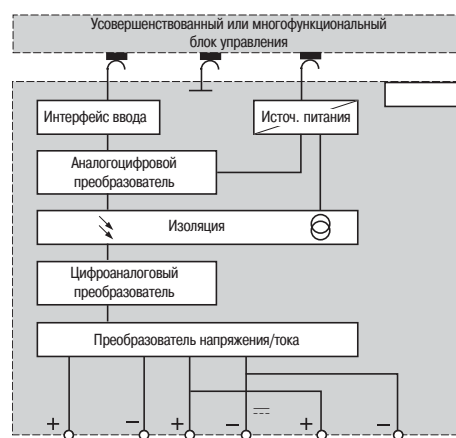 Усовершенствованный или многофункциональный
блок управления
Интерфейс ввода
Источ. питания
Аналогоцифровой
преобразователь
Изоляция
Цифроаналоговый
преобразователь
Преобразователь напряжения/тока
+ – + – + –